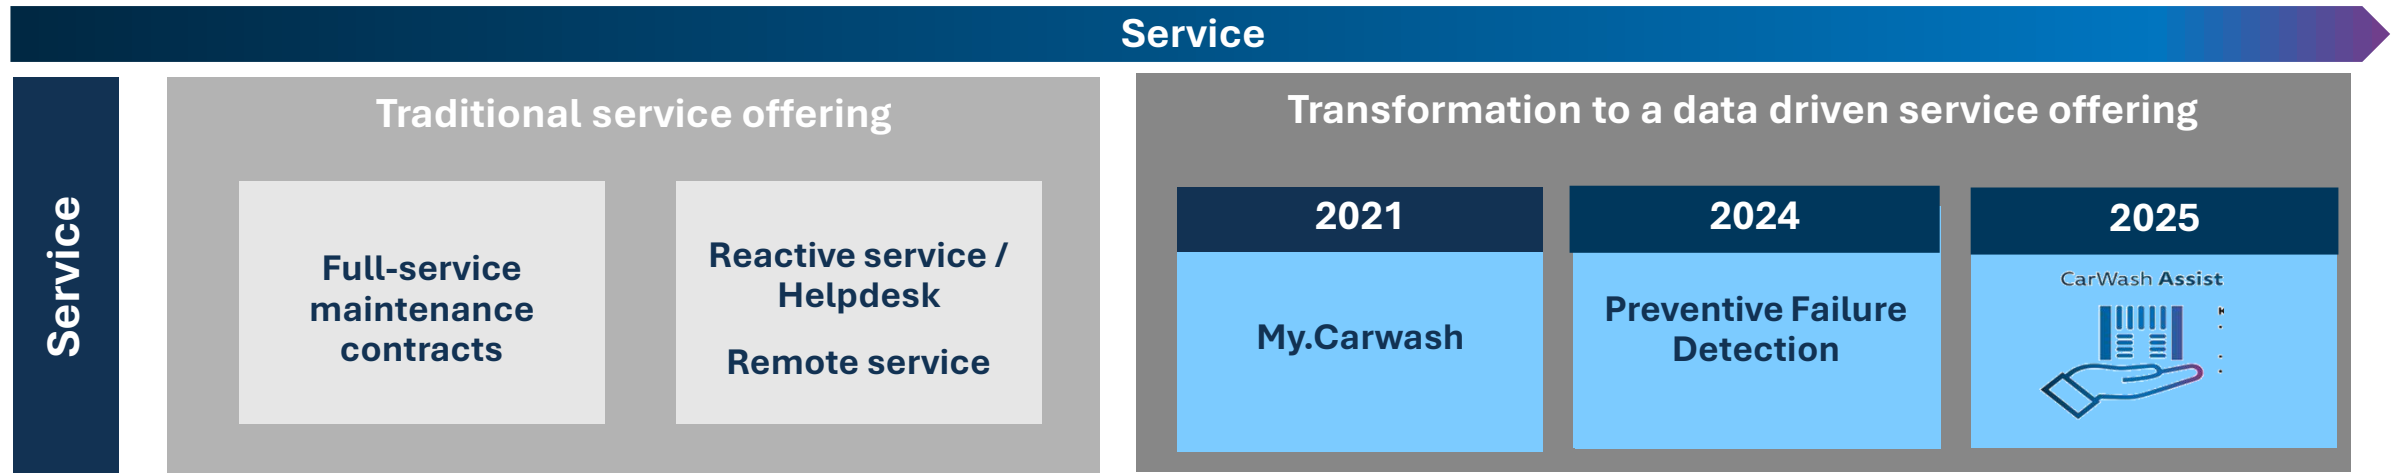 Service
Service
Traditional service offering
Full-service
maintenance
contracts
Reactive service /
Helpdesk
Remote service
Transformation to a data driven service offering
2021
My.Carwash
2024
Preventive Failure
Detection
2025
CarWash Assist